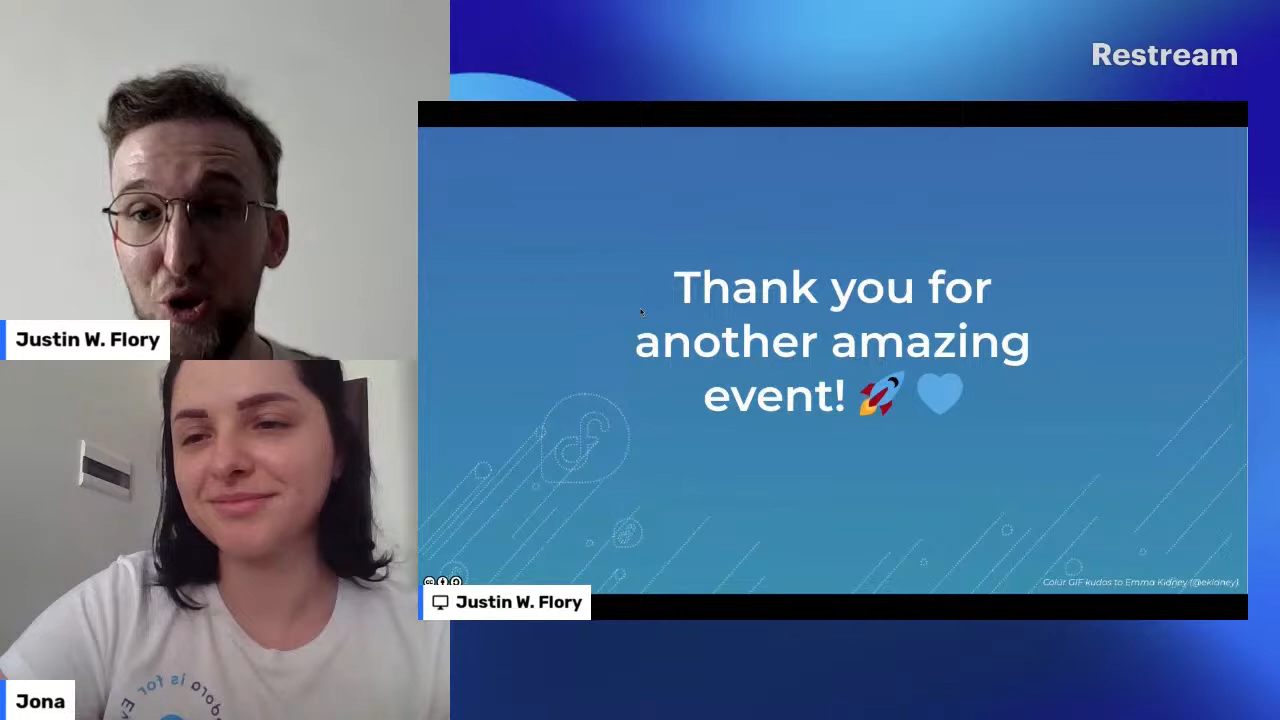 Restream
Thank you for
another amazing
event! 🚀 💙
Colúr GIF kudos to Emma Kidney (@ekidney)
Justin W. Flory
Justin W. Flory
Jona